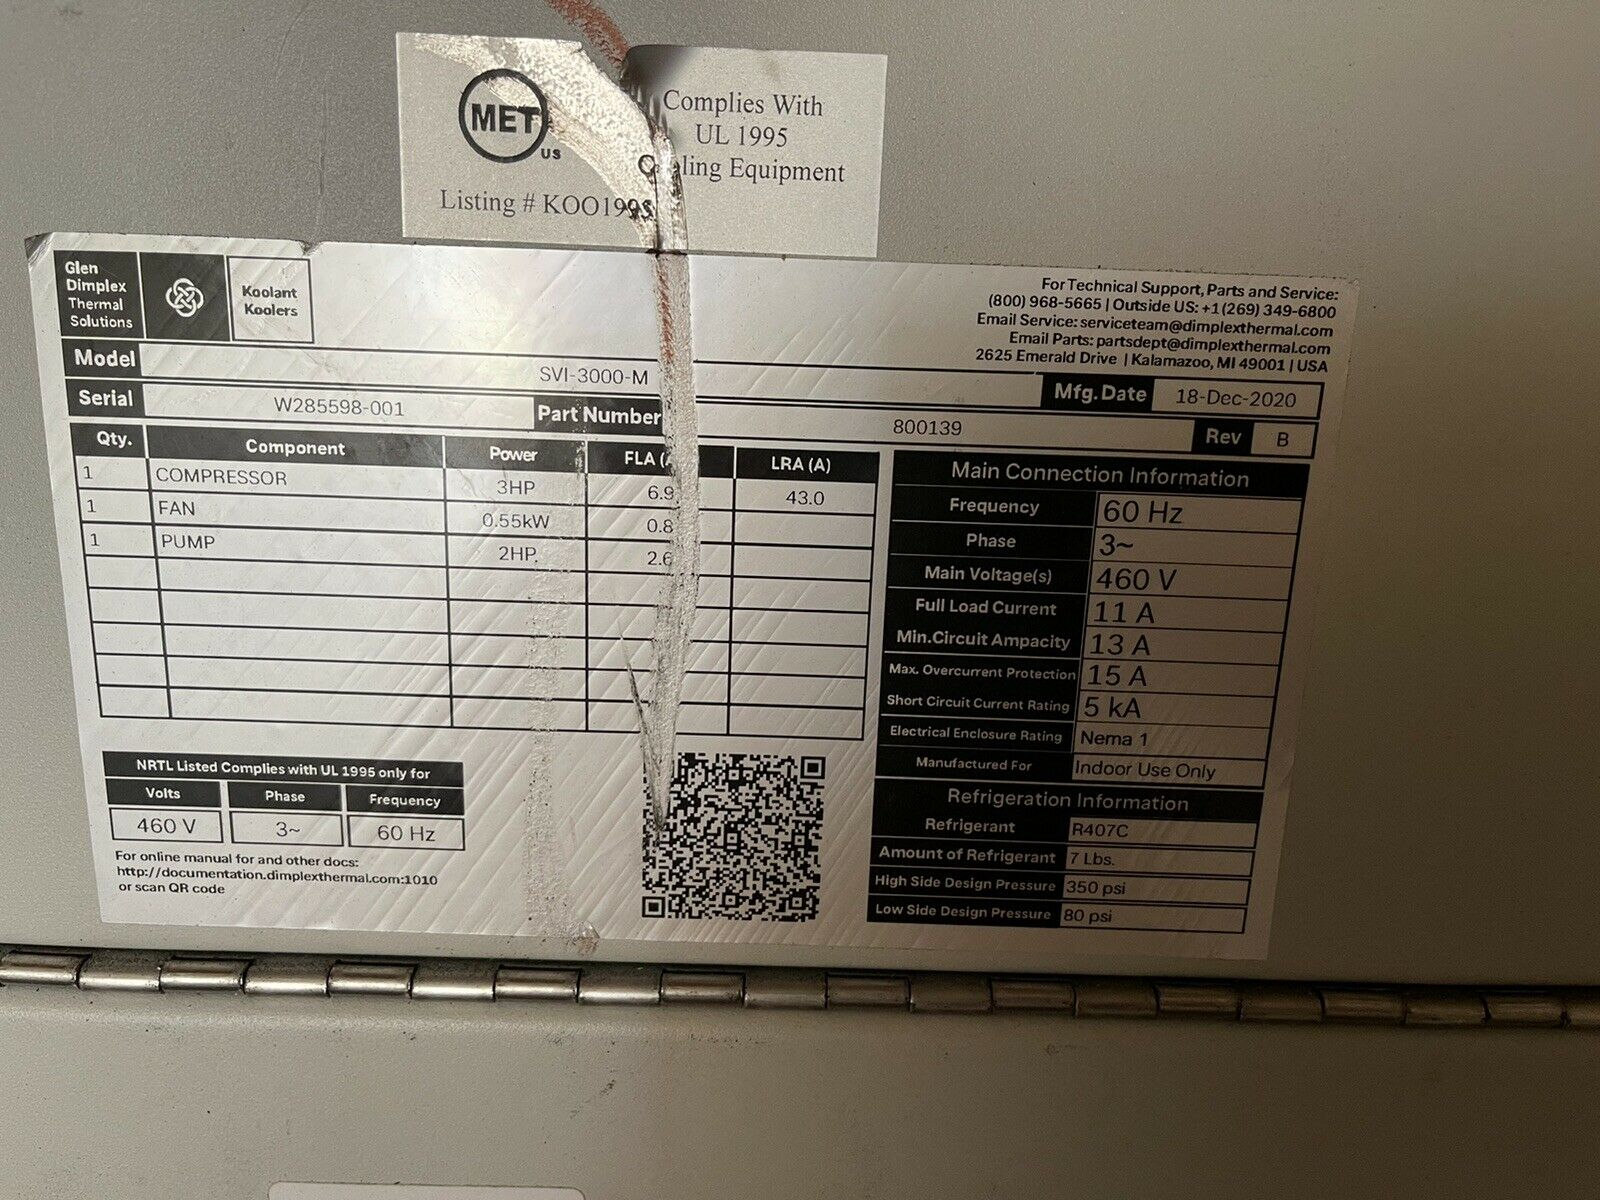 MET
US
Listing # KOO1995
Complies With
UL 1995
Cooling Equipment
Glen
Dimplex
Thermal
Solutions
Koolant
Koolers
For Technical Support, Parts and Service:
(800) 968-5665 | Outside US: +1 (269) 349-6800
Email Service: serviceteam@dimplexthermal.com
Email Parts: partsdept@dimplexthermal.com
2625 Emerald Drive | Kalamazoo, MI 49001 | USA
Model SVI-3000-M Mfg. Date 18-Dec-2020
Serial W285598-001 Part Number 800139 Rev B
Qty. Component Power FLA (A LRA (A)
1 COMPRESSOR 3HP 6.9 43.0
1 FAN 0.55kW 0.8
1 PUMP 2HP 2.6
Main Connection Information
Frequency 60 Hz
Phase 3~
Main Voltage(s) 460 V
Full Load Current 11 A
Min.Circuit Ampacity 13 A
Max. Overcurrent Protection 15 A
Short Circuit Current Rating 5 kA
Electrical Enclosure Rating Nema 1
Manufactured For Indoor Use Only
Refrigeration Information
Refrigerant R407C
Amount of Refrigerant 7 Lbs.
High Side Design Pressure 350 psi
Low Side Design Pressure 80 psi
NRTL Listed Complies with UL 1995 only for
Volts Phase Frequency
460 V 3~ 60 Hz
For online manual for and other docs:
http://documentation.dimplexthermal.com:1010
or scan QR code